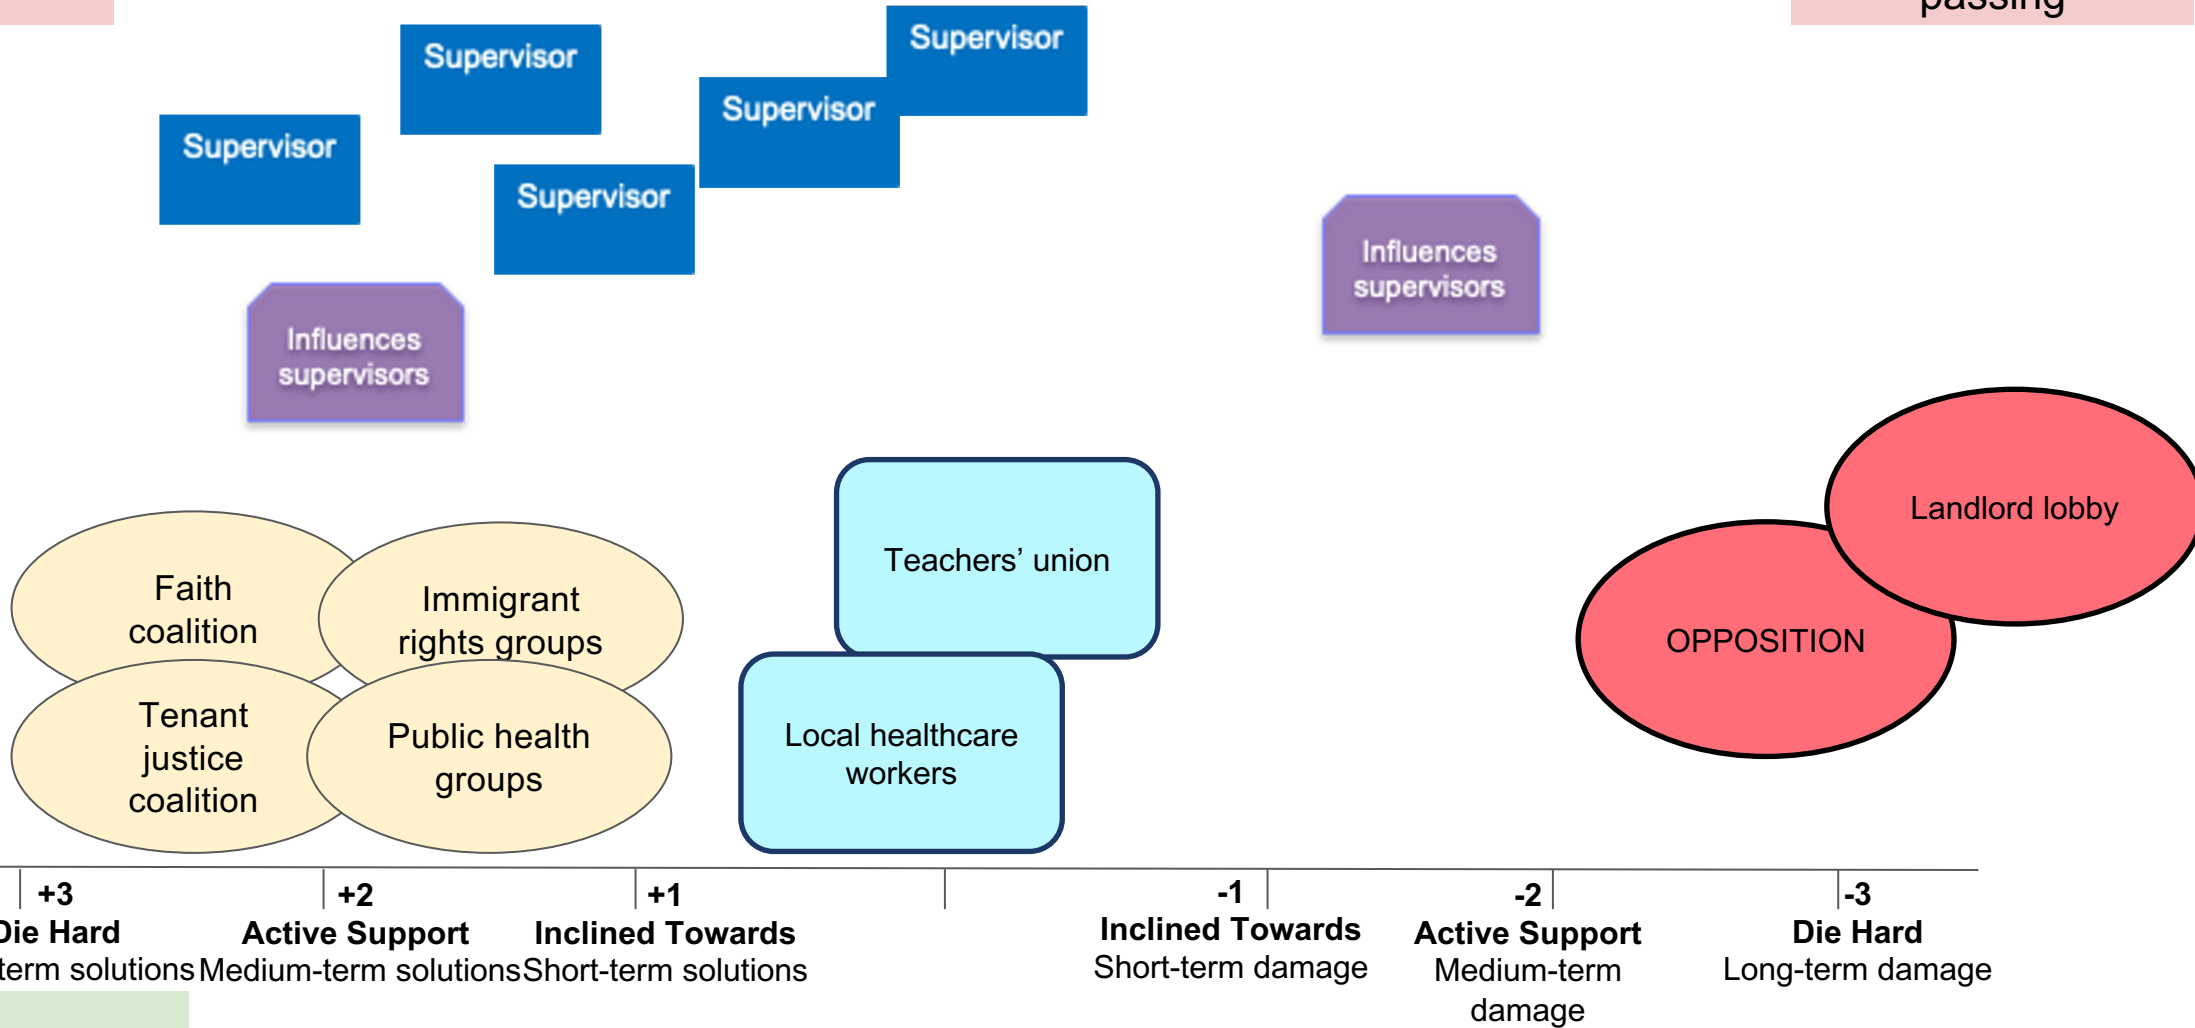 passing
Supervisor
Supervisor
Supervisor
Supervisor
Supervisor
Influences
supervisors
Influences
supervisors
Landlord lobby
OPPOSITION
Teachers’ union
Local healthcare
workers
Faith
coalition
Immigrant
rights groups
Tenant
justice
coalition
Public health
groups
+3
Die Hard
term solutions
+2
Active Support
Medium-term solutions
+1
Inclined Towards
Short-term solutions
-1
Inclined Towards
Short-term damage
-2
Active Support
Medium-term
damage
-3
Die Hard
Long-term damage